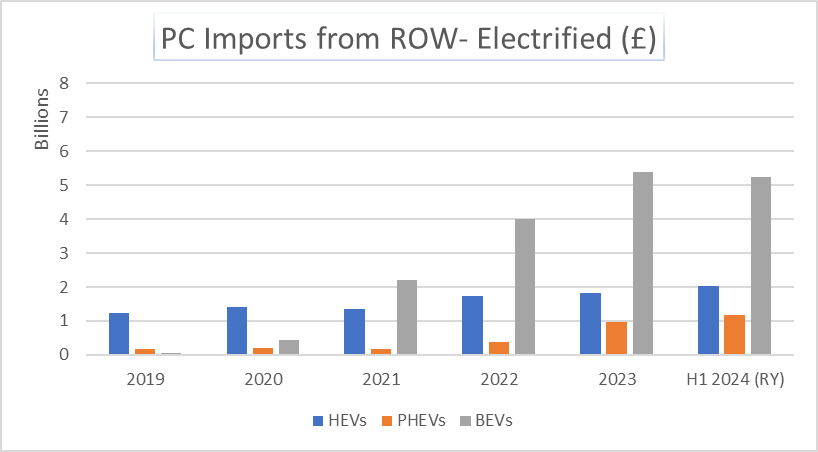 PC Imports from ROW- Electrified (£)
Billions
8
7
6
5
4
3
2
1
0
2019 2020 2021 2022 2023 H1 2024 (RY)
HEVs PHEVs BEVs